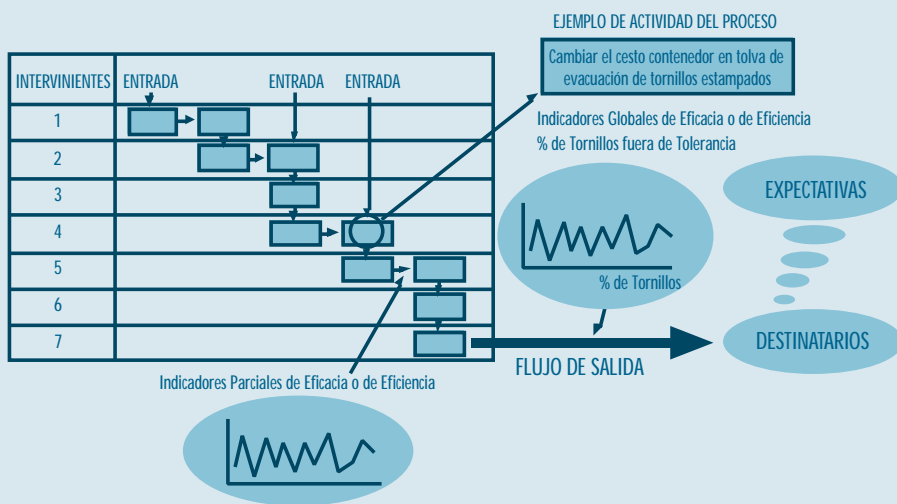 EJEMPLO DE ACTIVIDAD DEL PROCESO
Cambiar el cesto contenedor en tolva de
evacuación de tornillos estampados
INTERVINIENTES ENTRADA ENTRADA ENTRADA
1
2
3
4
5
6
7
Indicadores Globales de Eficacia o de Eficiencia
% de Tornillos fuera de Tolerancia
% de Tornillos
EXPECTATIVAS
DESTINATARIOS
FLUJO DE SALIDA
Indicadores Parciales de Eficacia o de Eficiencia